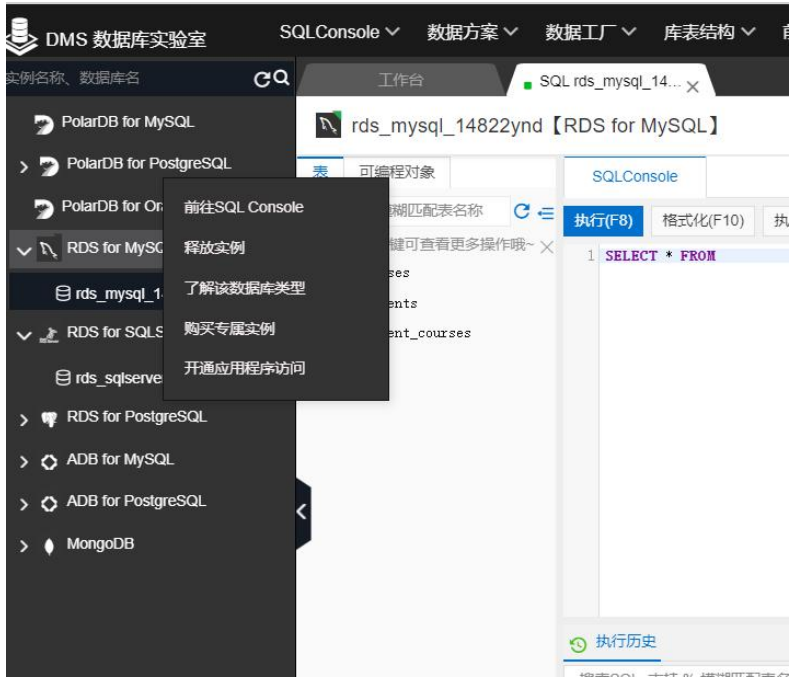 DMS 数据库实验室
SQLConsole
数据方案
数据工厂
库表结构
实例名称、数据库名
工作台
SQL rds_mysql_14...
PolarDB for MySQL
PolarDB for PostgreSQL
PolarDB for Ora
RDS for MySQ
rds_mysql_1
RDS for SQLS
rds_sqlserve
RDS for PostgreSQL
ADB for MySQL
ADB for PostgreSQL
MongoDB
前往SQL Console
释放实例
了解该数据库类型
购买专属实例
开通应用程序访问
rds_mysql_14822ynd【RDS for MySQL】
表
可编程对象
糊匹配表名称
键可查看更多操作哦~
ses
ents
ent_courses
SQLConsole
执行(F8)
格式化(F10)
执
1 SELECT * FROM
执行历史